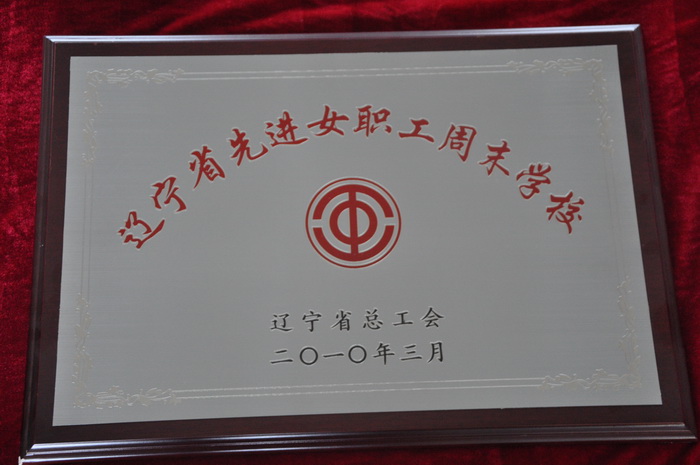 辽宁省先进女职工周末学校
辽宁省总工会
二〇一〇年三月